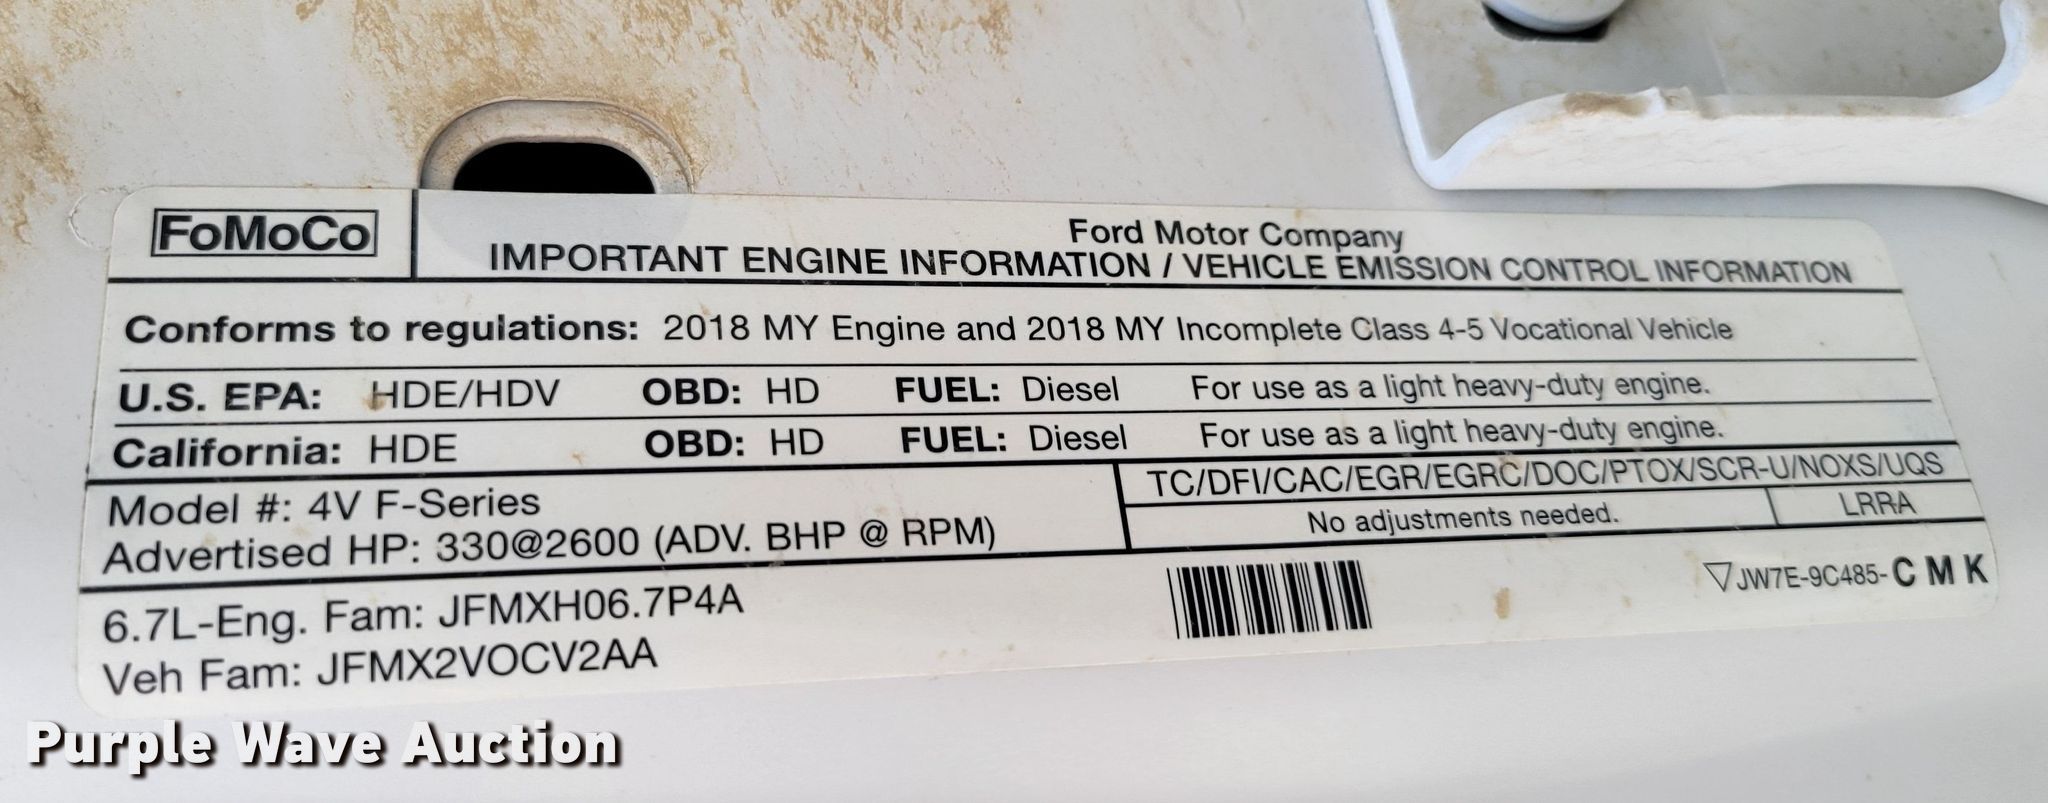 FoMoCo
Ford Motor Company
IMPORTANT ENGINE INFORMATION / VEHICLE EMISSION CONTROL INFORMATION
Conforms to regulations: 2018 MY Engine and 2018 MY Incomplete Class 4-5 Vocational Vehicle
U.S. EPA: HDE/HDV OBD: HD FUEL: Diesel For use as a light heavy-duty engine.
California: HDE OBD: HD FUEL: Diesel For use as a light heavy-duty engine.
Model #: 4V F-Series
Advertised HP: 330@2600 (ADV. BHP @ RPM)
TC/DFI/CAC/EGR/EGRC/DOC/PTOX/SCR-U/NOXS/UQS
No adjustments needed.
LRRA
6.7L-Eng. Fam: JFMXH06.7P4A
Veh Fam: JFMX2VOCV2AA
JW7E-9C485-CMK
Purple Wave Auction